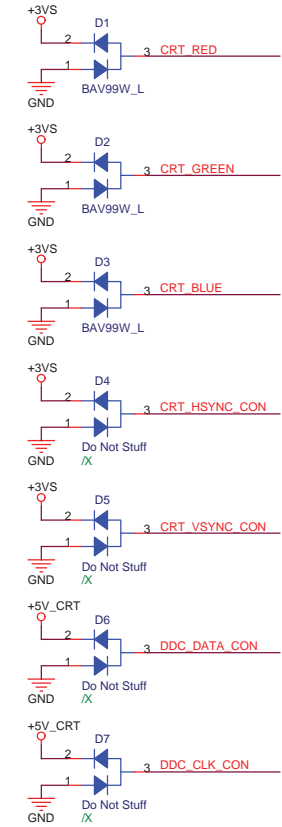 +3VS
D1
2
3 CRT_RED
1
BAV99W_L
GND
+3VS
D2
2
3 CRT_GREEN
1
BAV99W_L
GND
+3VS
D3
2
3 CRT_BLUE
1
BAV99W_L
GND
+3VS
D4
2
3 CRT_HSYNC_CON
1
Do Not Stuff
GND /X
+3VS
D5
2
3 CRT_VSYNC_CON
1
Do Not Stuff
GND /X
+5V_CRT
D6
2
3 DDC_DATA_CON
1
Do Not Stuff
GND /X
+5V_CRT
D7
2
3 DDC_CLK_CON
1
Do Not Stuff
GND /X